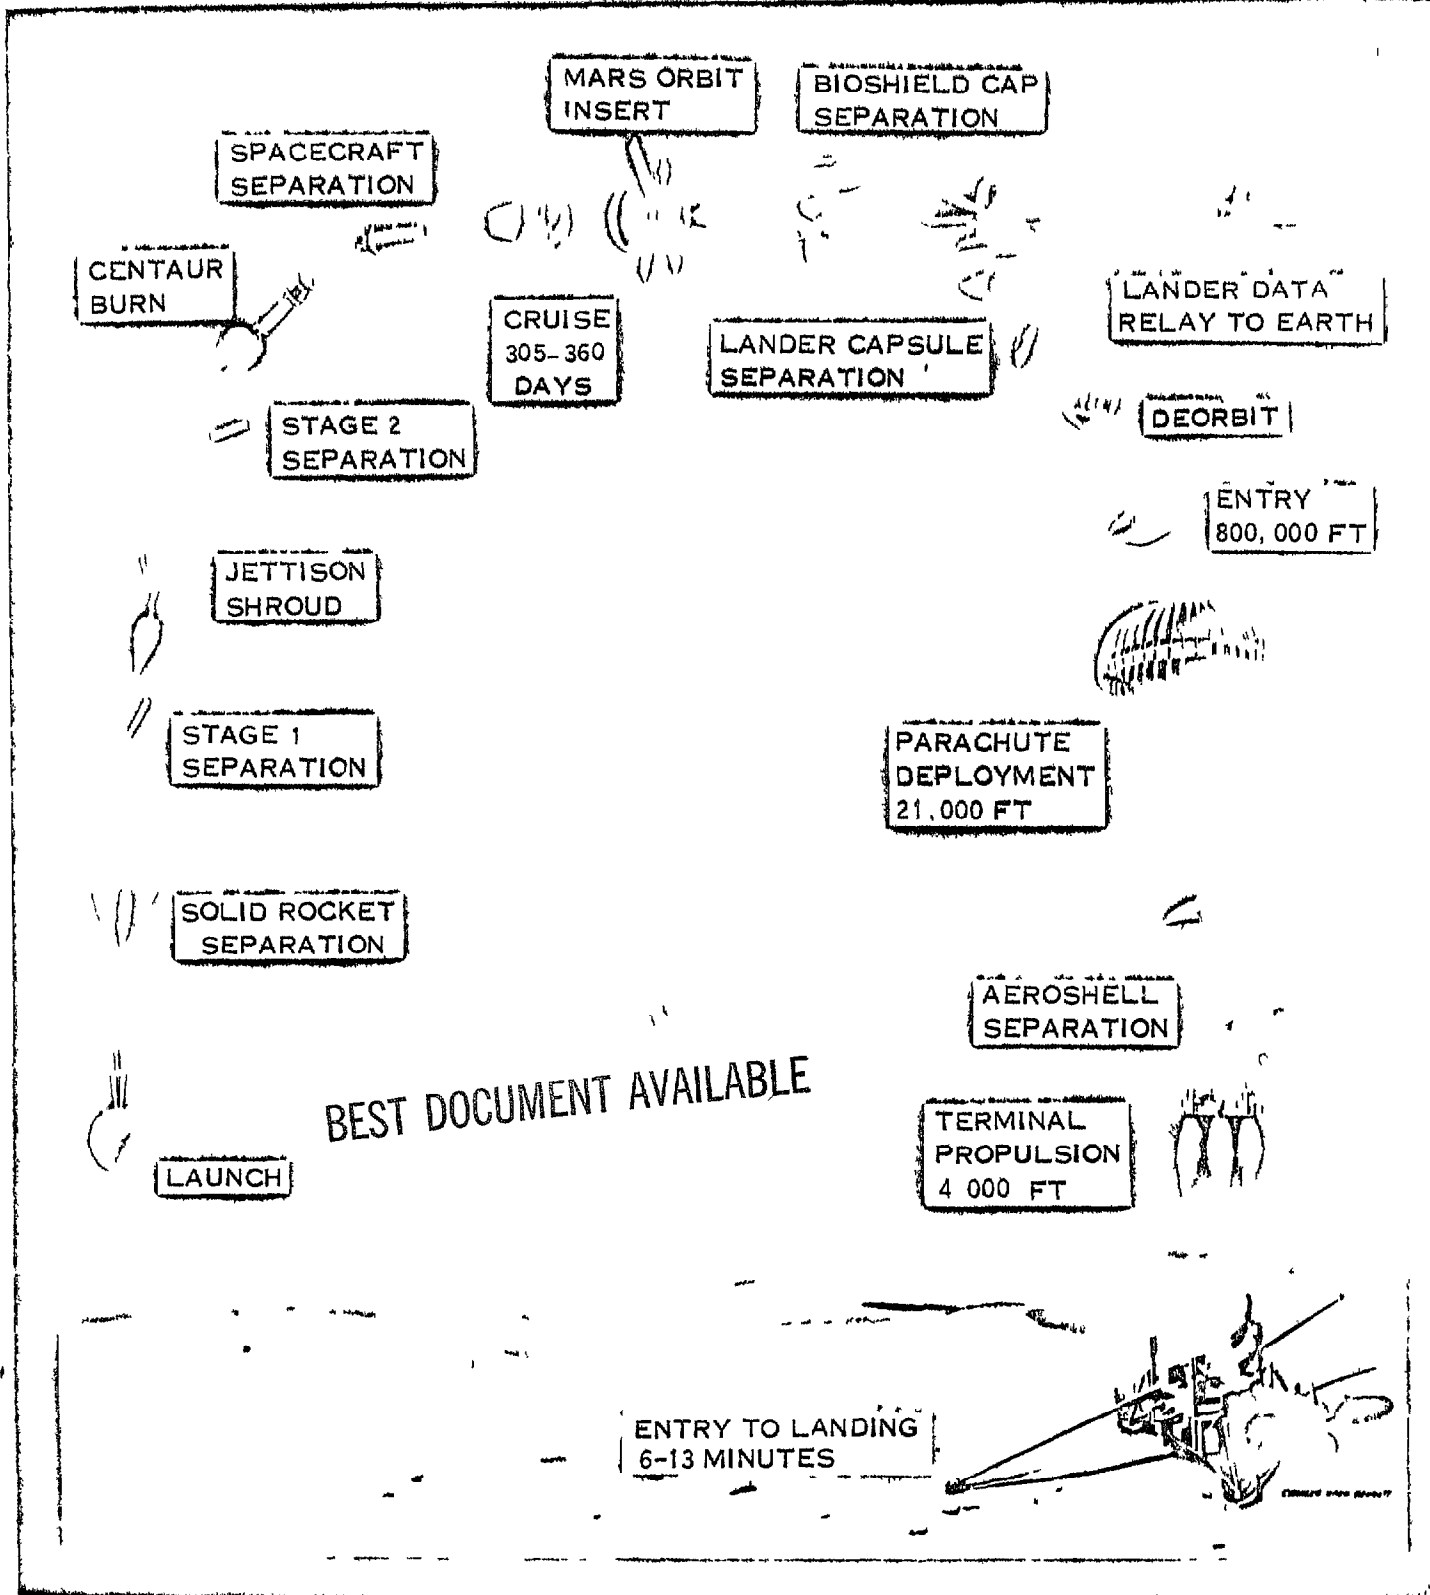 MARS ORBIT
INSERT
BIOSHIELD CAP
SEPARATION
SPACECRAFT
SEPARATION
CENTAUR
BURN
CRUISE
305-360
DAYS
LANDER CAPSULE
SEPARATION
LANDER DATA
RELAY TO EARTH
STAGE 2
SEPARATION
DEORBIT
ENTRY
800,000 FT
JETTISON
SHROUD
STAGE 1
SEPARATION
PARACHUTE
DEPLOYMENT
21,000 FT
SOLID ROCKET
SEPARATION
AEROSHELL
SEPARATION
BEST DOCUMENT AVAILABLE
TERMINAL
PROPULSION
4 000 FT
LAUNCH
ENTRY TO LANDING
6-13 MINUTES